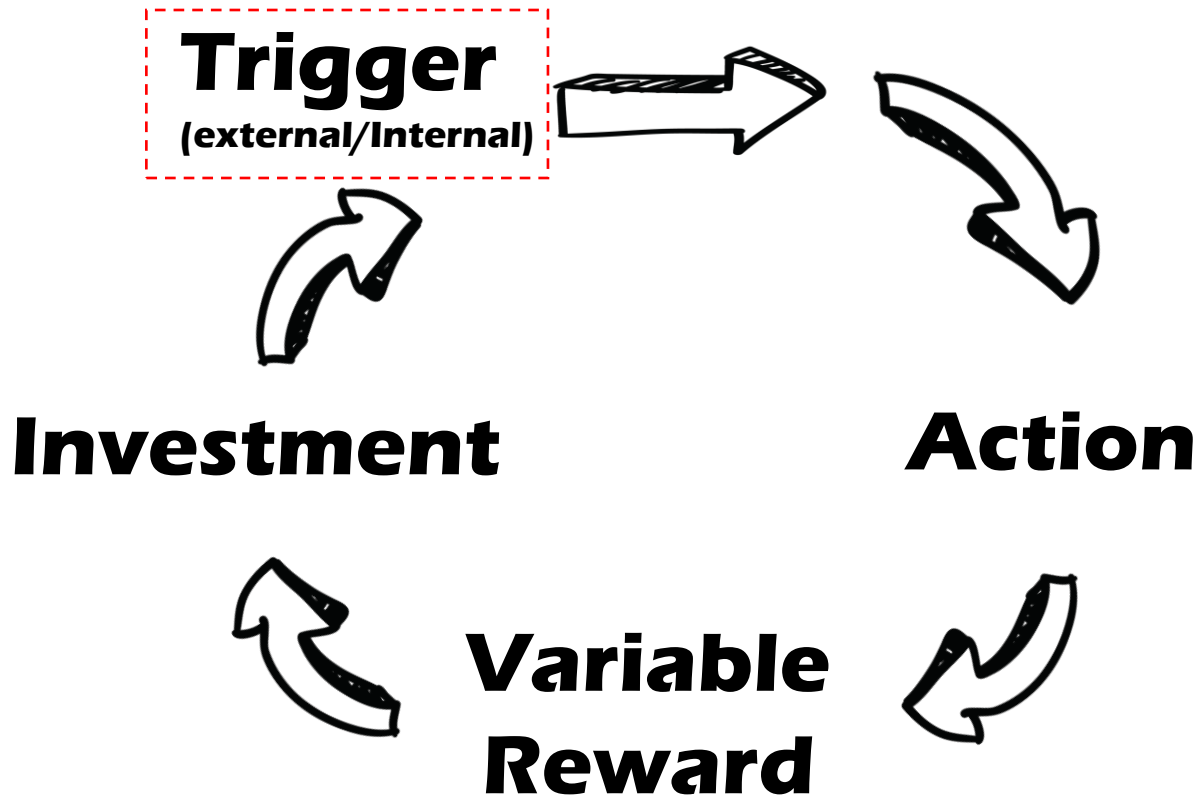 Trigger
(external/Internal)
Investment
Action
Variable
Reward